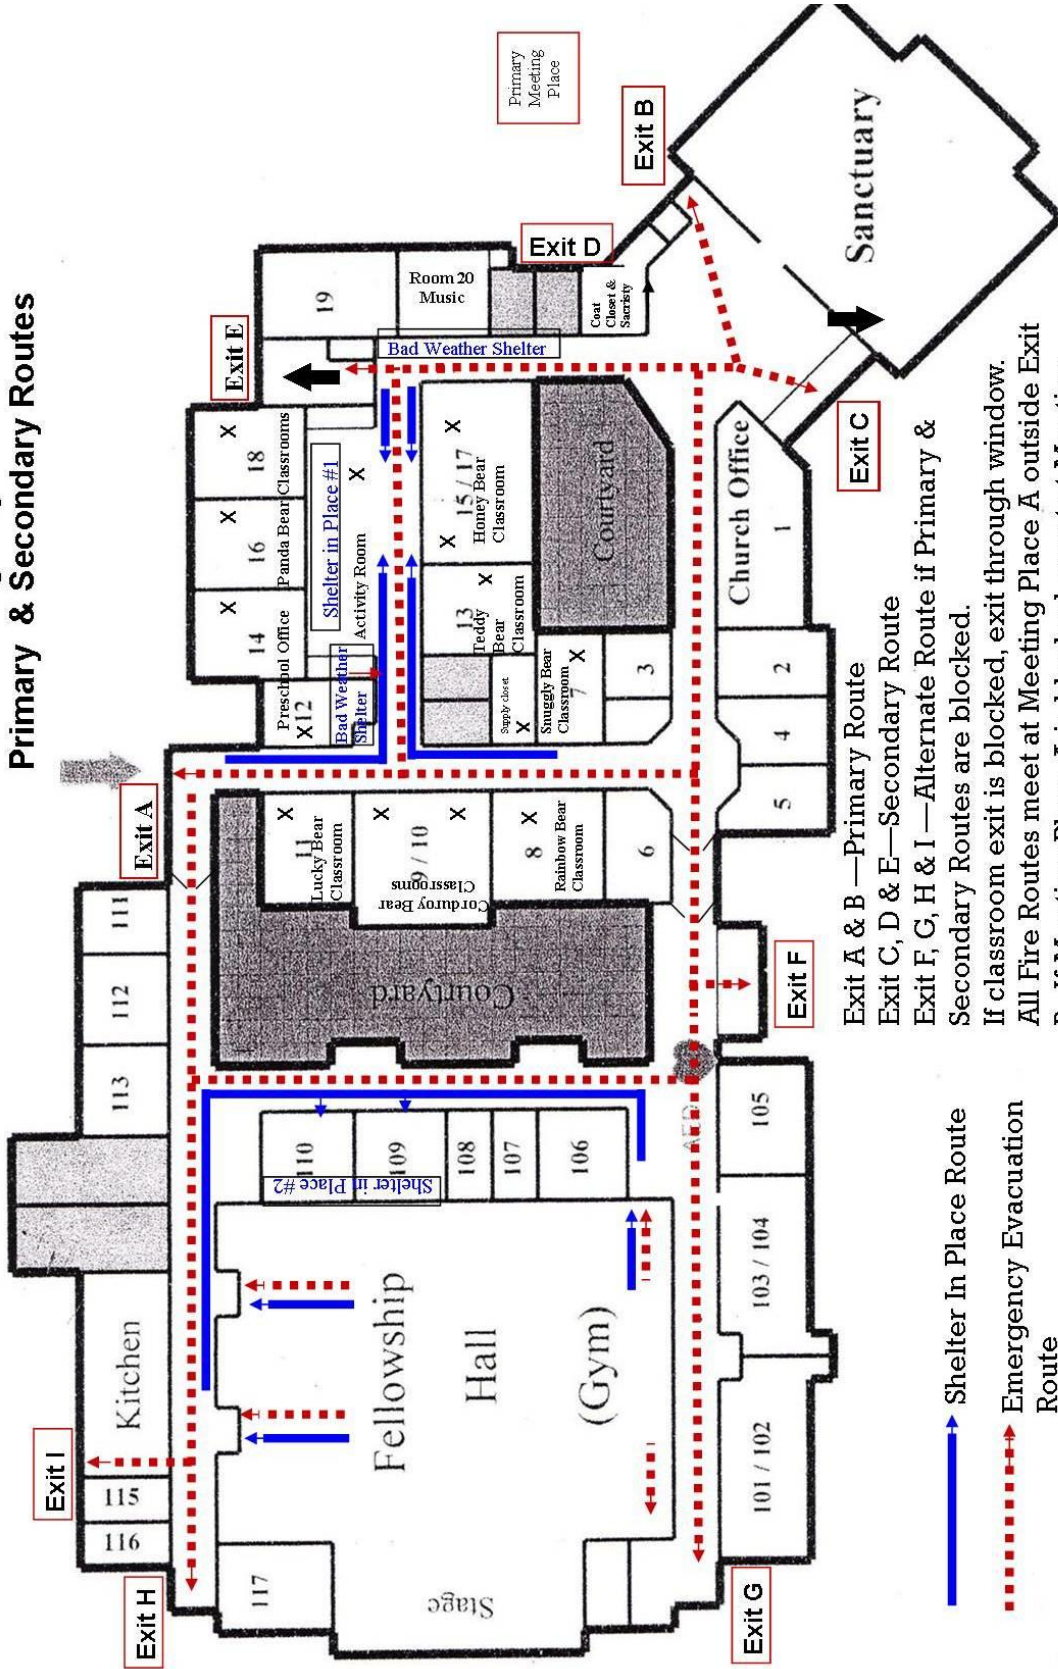 Primary & Secondary Routes
Primary
Meeting
Place
Exit I
Exit H
Exit A
Exit E
Exit D
Exit B
Exit C
Exit F
Exit G
116
115
Kitchen
113
112
111
117
Stage
Fellowship
Hall
(Gym)
Shelter in Place #2
110
109
108
107
106
Courtyard
11
Lucky Bear
Classroom
9 / 10
Corduroy Bear
Classrooms
8
Rainbow Bear
Classroom
6
X
X
X
X
Preschool Office
X 12
14
X
16
X
Panda Bear Classrooms
18
X
Bad Weather
Shelter
Shelter in Place #1
Activity Room
X
19
Room 20
Music
Bad Weather Shelter
Coat
Closet &
Sacristy
Supply closet
X
Snuggly Bear
Classroom
7
X
13
Teddy
Bear
Classroom
X
15 / 17
Honey Bear
Classroom
X
X
3
Courtyard
Sanctuary
Church Office
1
2
4
5
AED
105
103 / 104
101 / 102
Shelter In Place Route
Emergency Evacuation
Route
Exit A & B —Primary Route
Exit C, D & E—Secondary Route
Exit F, G, H & I —Alternate Route if Primary &
Secondary Routes are blocked.
If classroom exit is blocked, exit through window.
All Fire Routes meet at Meeting Place A outside Exit